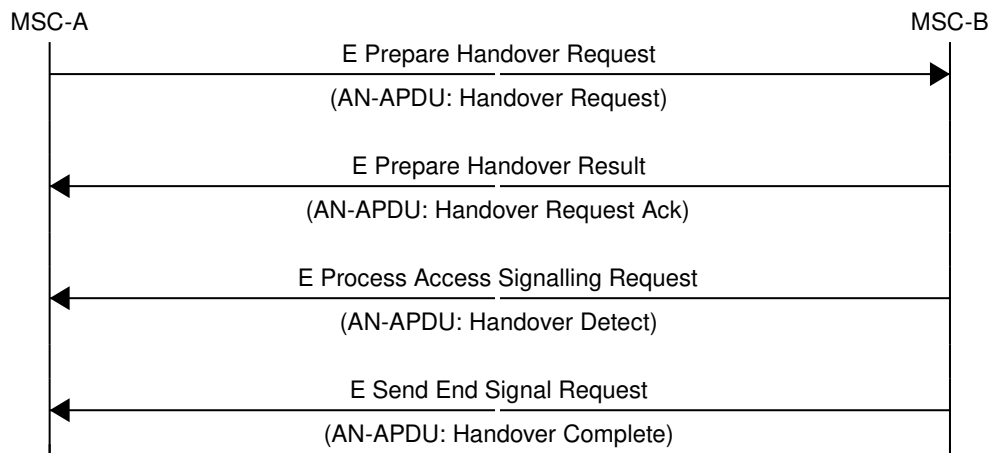 MSC-A MSC-B
E Prepare Handover Request
(AN-APDU: Handover Request)
E Prepare Handover Result
(AN-APDU: Handover Request Ack)
E Process Access Signalling Request
(AN-APDU: Handover Detect)
E Send End Signal Request
(AN-APDU: Handover Complete)